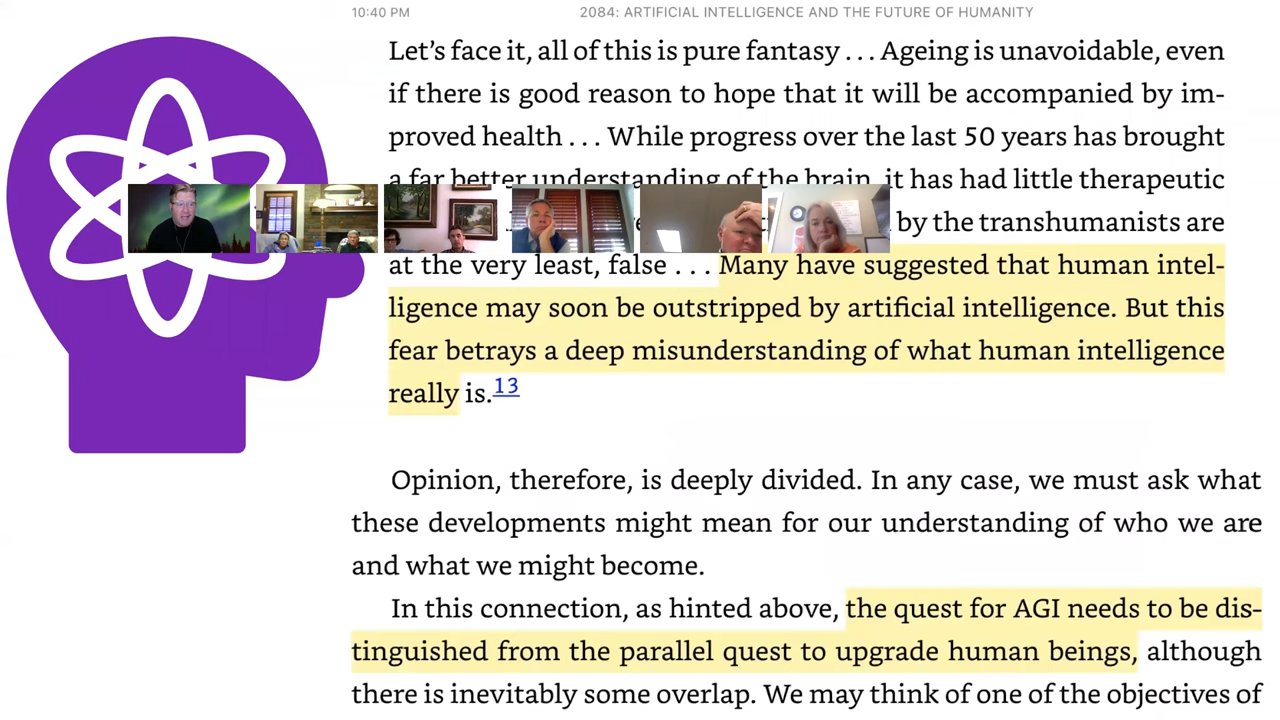 10:40 PM
2084: ARTIFICIAL INTELLIGENCE AND THE FUTURE OF HUMANITY
Let’s face it, all of this is pure fantasy . . . Ageing is unavoidable, even
if there is good reason to hope that it will be accompanied by im-
proved health . . . While progress over the last 50 years has brought
a far better understanding of the brain, it has had little therapeutic
by the transhumanists are
at the very least, false . . . Many have suggested that human intel-
ligence may soon be outstripped by artificial intelligence. But this
fear betrays a deep misunderstanding of what human intelligence
really is.13
Opinion, therefore, is deeply divided. In any case, we must ask what
these developments might mean for our understanding of who we are
and what we might become.
In this connection, as hinted above, the quest for AGI needs to be dis-
tinguished from the parallel quest to upgrade human beings, although
there is inevitably some overlap. We may think of one of the objectives of